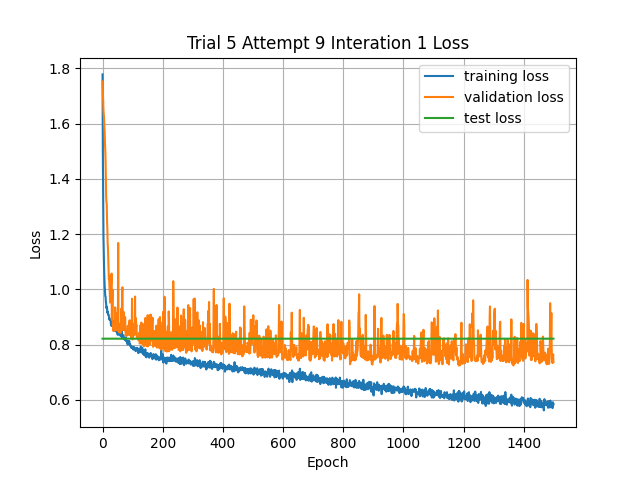 Trial 5 Attempt 9 Interation 1 Loss
training loss
validation loss
test loss
Loss
1.8
1.6
1.4
1.2
1.0
0.8
0.6
0 200 400 600 800 1000 1200 1400
Epoch